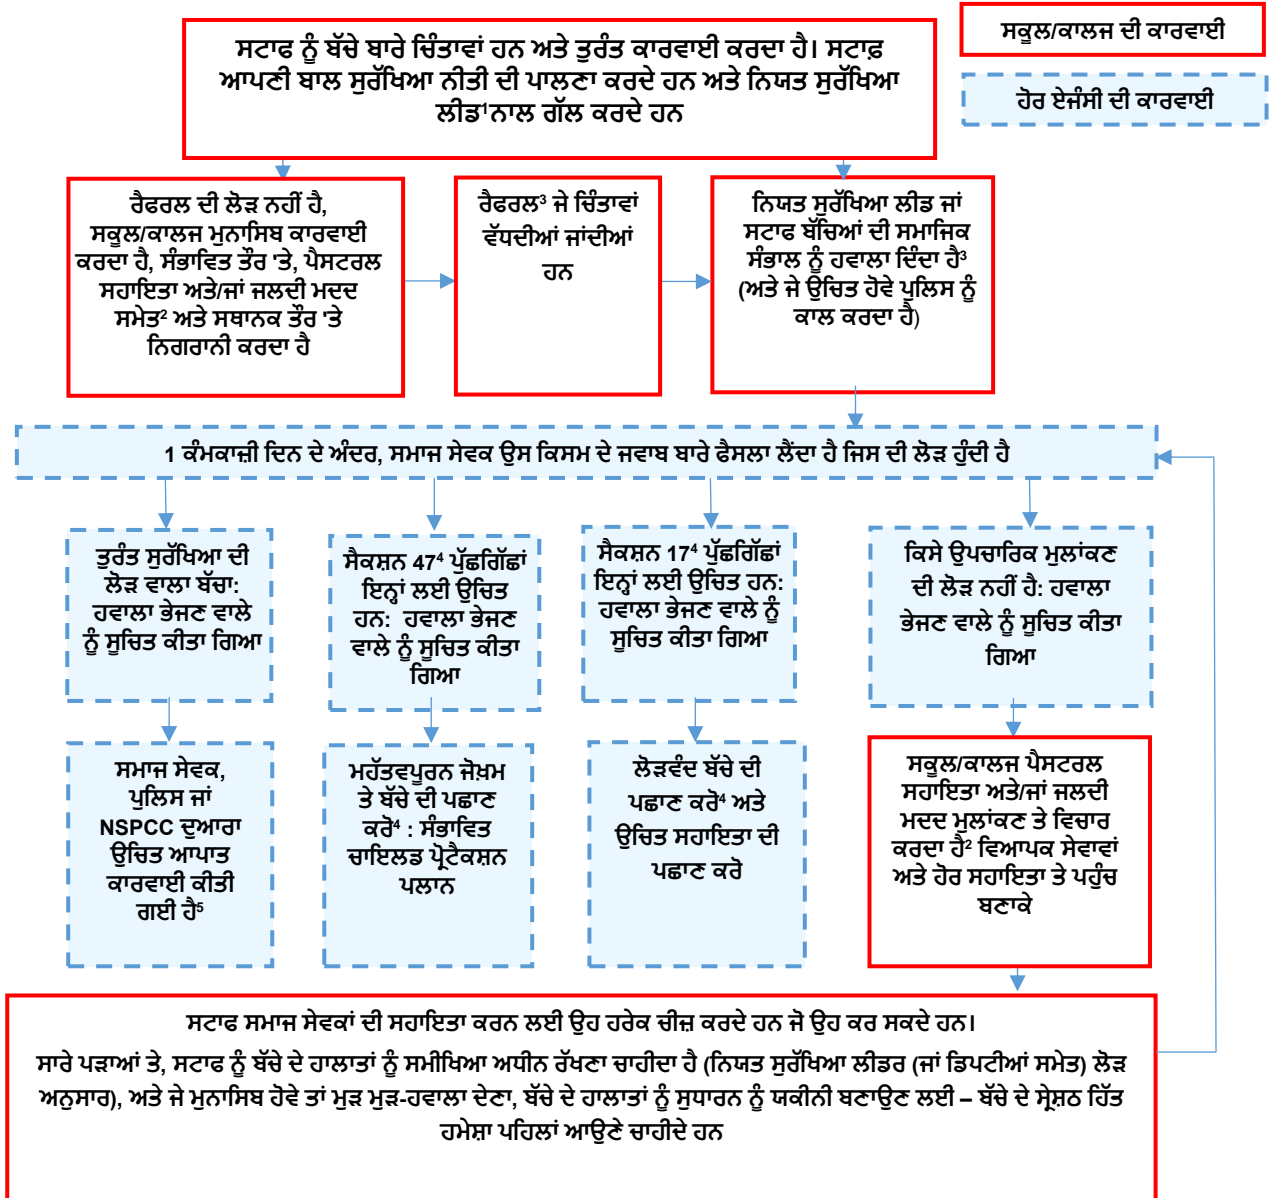 ਸਟਾਫ ਨੂੰ ਬੱਚੇ ਬਾਰੇ ਚਿੰਤਾਵਾਂ ਹਨ ਅਤੇ ਤੁਰੰਤ ਕਾਰਵਾਈ ਕਰਦਾ ਹੈ। ਸਟਾਫ਼
ਆਪਣੀ ਬਾਲ ਸੁਰੱਖਿਆ ਨੀਤੀ ਦੀ ਪਾਲਣਾ ਕਰਦੇ ਹਨ ਅਤੇ ਨਿਯਤ ਸੁਰੱਖਿਆ
ਲੀਡ¹ਨਾਲ ਗੱਲ ਕਰਦੇ ਹਨ
ਸਕੂਲ/ਕਾਲਜ ਦੀ ਕਾਰਵਾਈ
ਹੋਰ ਏਜੰਸੀ ਦੀ ਕਾਰਵਾਈ
ਰੈਫਰਲ ਦੀ ਲੋੜ ਨਹੀਂ ਹੈ,
ਸਕੂਲ/ਕਾਲਜ ਮੁਨਾਸਿਬ ਕਾਰਵਾਈ
ਕਰਦਾ ਹੈ, ਸੰਭਾਵਿਤ ਤੌਰ 'ਤੇ, ਪੈਸਟਰਲ
ਸਹਾਇਤਾ ਅਤੇ/ਜਾਂ ਜਲਦੀ ਮਦਦ
ਸਮੇਤ² ਅਤੇ ਸਥਾਨਕ ਤੌਰ 'ਤੇ
ਨਿਗਰਾਨੀ ਕਰਦਾ ਹੈ
ਰੈਫਰਲ³ ਜੇ ਚਿੰਤਾਵਾਂ
ਵੱਧਦੀਆਂ ਜਾਂਦੀਆਂ
ਹਨ
ਨਿਯਤ ਸੁਰੱਖਿਆ ਲੀਡ ਜਾਂ
ਸਟਾਫ ਬੱਚਿਆਂ ਦੀ ਸਮਾਜਿਕ
ਸੰਭਾਲ ਨੂੰ ਹਵਾਲਾ ਦਿੰਦਾ ਹੈ³
(ਅਤੇ ਜੇ ਉਚਿਤ ਹੋਵੇ ਪੁਲਿਸ ਨੂੰ
ਕਾਲ ਕਰਦਾ ਹੈ)
1 ਕੰਮਕਾਜ਼ੀ ਦਿਨ ਦੇ ਅੰਦਰ, ਸਮਾਜ ਸੇਵਕ ਉਸ ਕਿਸਮ ਦੇ ਜਵਾਬ ਬਾਰੇ ਫੈਸਲਾ ਲੈਂਦਾ ਹੈ ਜਿਸ ਦੀ ਲੋੜ ਹੁੰਦੀ ਹੈ
ਤੁਰੰਤ ਸੁਰੱਖਿਆ ਦੀ
ਲੋੜ ਵਾਲਾ ਬੱਚਾ:
ਹਵਾਲਾ ਭੇਜਣ ਵਾਲੇ
ਨੂੰ ਸੂਚਿਤ ਕੀਤਾ ਗਿਆ
ਸੈਕਸ਼ਨ 47⁴ ਪੁੱਛਗਿੱਛਾਂ
ਇਨ੍ਹਾਂ ਲਈ ਉਚਿਤ
ਹਨ: ਹਵਾਲਾ ਭੇਜਣ
ਵਾਲੇ ਨੂੰ ਸੂਚਿਤ ਕੀਤਾ
ਗਿਆ
ਸੈਕਸ਼ਨ 17⁴ ਪੁੱਛਗਿੱਛਾਂ
ਇਨ੍ਹਾਂ ਲਈ ਉਚਿਤ ਹਨ:
ਹਵਾਲਾ ਭੇਜਣ ਵਾਲੇ ਨੂੰ
ਸੂਚਿਤ ਕੀਤਾ ਗਿਆ
ਕਿਸੇ ਉਪਚਾਰਿਕ ਮੁਲਾਂਕਣ
ਦੀ ਲੋੜ ਨਹੀਂ ਹੈ: ਹਵਾਲਾ
ਭੇਜਣ ਵਾਲੇ ਨੂੰ ਸੂਚਿਤ ਕੀਤਾ
ਗਿਆ
ਸਮਾਜ ਸੇਵਕ,
ਪੁਲਿਸ ਜਾਂ
NSPCC ਦੁਆਰਾ
ਉਚਿਤ ਆਪਾਤ
ਕਾਰਵਾਈ ਕੀਤੀ
ਗਈ ਹੈ⁵
ਮਹੱਤਵਪੂਰਨ ਜੋਖ਼ਮ
ਤੇ ਬੱਚੇ ਦੀ ਪਛਾਣ
ਕਰੋ⁴ : ਸੰਭਾਵਿਤ
ਚਾਇਲਡ ਪ੍ਰੋਟੈਕਸ਼ਨ
ਪਲਾਨ
ਲੋੜਵੰਦ ਬੱਚੇ ਦੀ
ਪਛਾਣ ਕਰੋ⁴ ਅਤੇ
ਉਚਿਤ ਸਹਾਇਤਾ ਦੀ
ਪਛਾਣ ਕਰੋ
ਸਕੂਲ/ਕਾਲਜ ਪੈਸਟਰਲ
ਸਹਾਇਤਾ ਅਤੇ/ਜਾਂ ਜਲਦੀ
ਮਦਦ ਮੁਲਾਂਕਣ ਤੇ ਵਿਚਾਰ
ਕਰਦਾ ਹੈ² ਵਿਆਪਕ ਸੇਵਾਵਾਂ
ਅਤੇ ਹੋਰ ਸਹਾਇਤਾ ਤੇ ਪਹੁੰਚ
ਬਣਾਕੇ
ਸਟਾਫ ਸਮਾਜ ਸੇਵਕਾਂ ਦੀ ਸਹਾਇਤਾ ਕਰਨ ਲਈ ਉਹ ਹਰੇਕ ਚੀਜ਼ ਕਰਦੇ ਹਨ ਜੋ ਉਹ ਕਰ ਸਕਦੇ ਹਨ।
ਸਾਰੇ ਪੜਾਆਂ ਤੇ, ਸਟਾਫ ਨੂੰ ਬੱਚੇ ਦੇ ਹਾਲਾਤਾਂ ਨੂੰ ਸਮੀਖਿਆ ਅਧੀਨ ਰੱਖਣਾ ਚਾਹੀਦਾ ਹੈ (ਨਿਯਤ ਸੁਰੱਖਿਆ ਲੀਡਰ (ਜਾਂ ਡਿਪਟੀਆਂ ਸਮੇਤ) ਲੋੜ
ਅਨੁਸਾਰ), ਅਤੇ ਜੇ ਮੁਨਾਸਿਬ ਹੋਵੇ ਤਾਂ ਮੁੜ ਮੁੜ-ਹਵਾਲਾ ਦੇਣਾ, ਬੱਚੇ ਦੇ ਹਾਲਾਤਾਂ ਨੂੰ ਸੁਧਾਰਨ ਨੂੰ ਯਕੀਨੀ ਬਣਾਉਣ ਲਈ – ਬੱਚੇ ਦੇ ਸ੍ਰੇਸ਼ਠ ਹਿੱਤ
ਹਮੇਸ਼ਾ ਪਹਿਲਾਂ ਆਉਣੇ ਚਾਹੀਦੇ ਹਨ